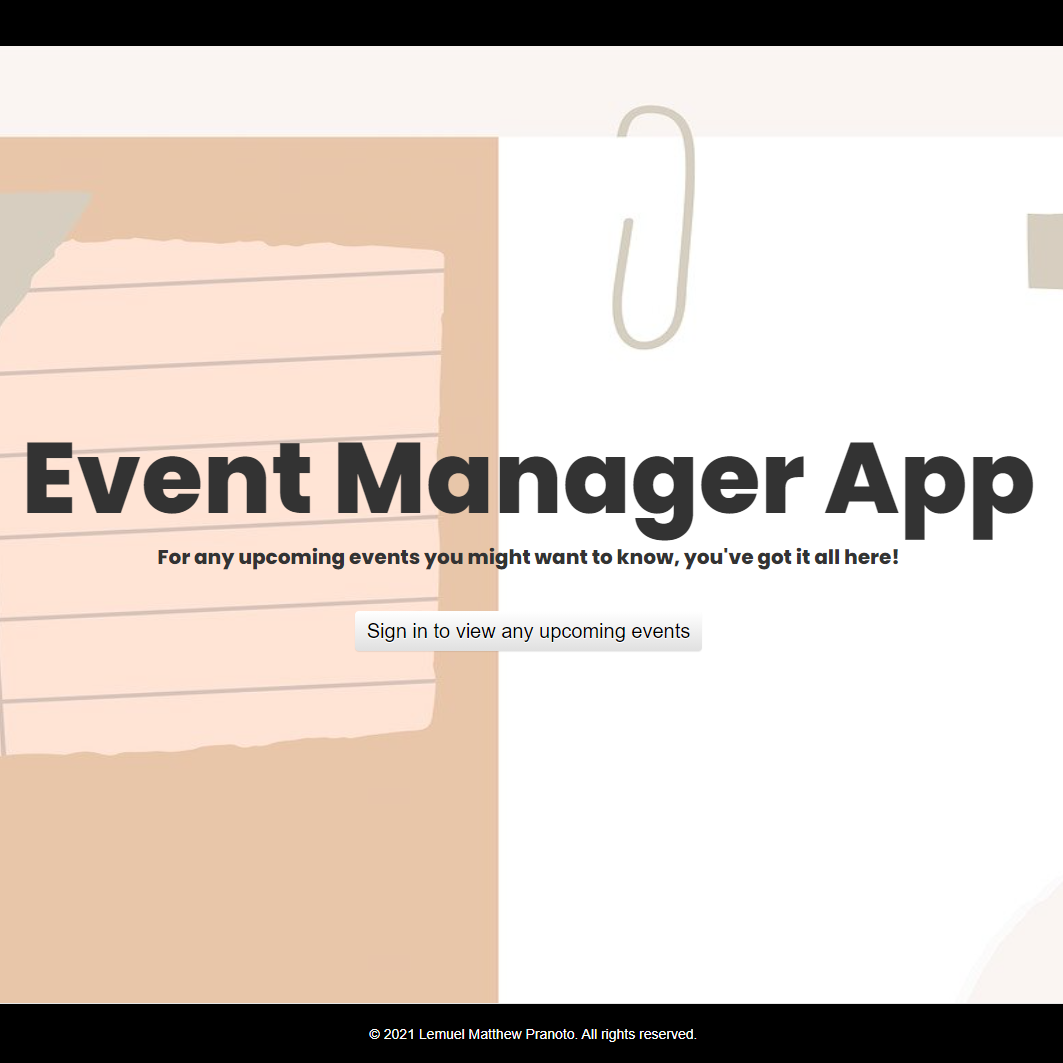 Event Manager App
For any upcoming events you might want to know, you've got it all here!
Sign in to view any upcoming events
© 2021 Lemuel Matthew Pranoto. All rights reserved.